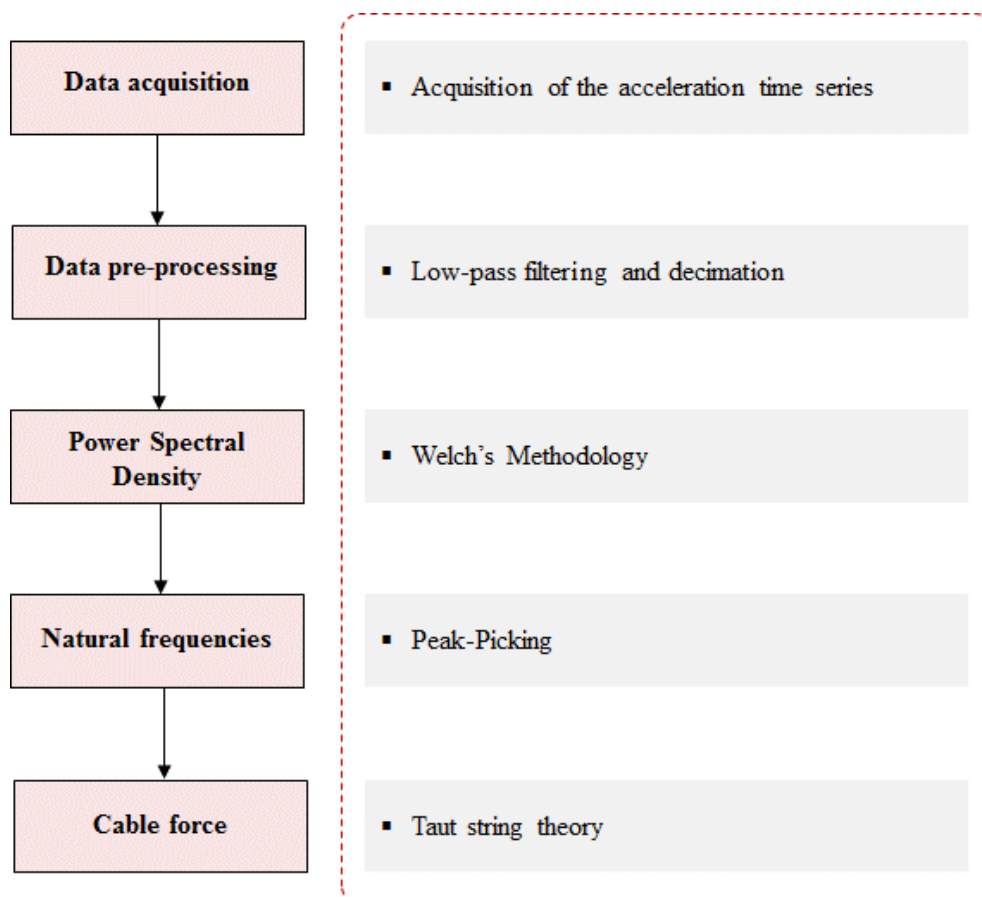 Data acquisition
▪ Acquisition of the acceleration time series
Data pre-processing
▪ Low-pass filtering and decimation
Power Spectral
Density
▪ Welch’s Methodology
Natural frequencies
▪ Peak-Picking
Cable force
▪ Taut string theory